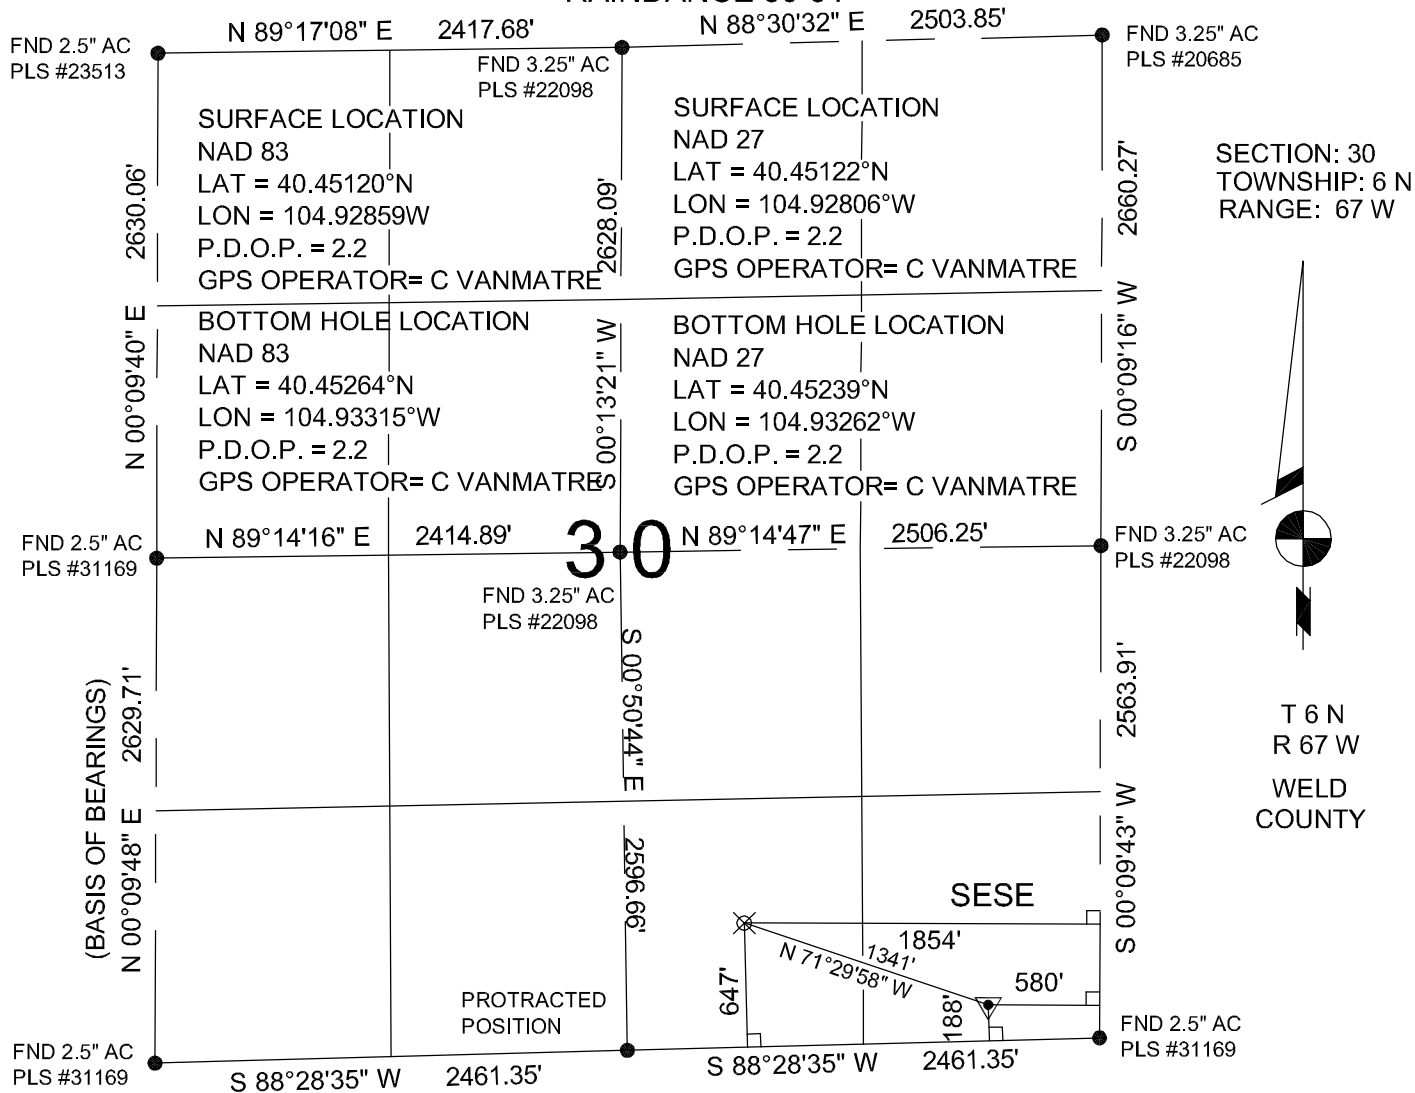 N 89°17'08" E 2417.68'
N 88°30'32" E 2503.85'
FND 2.5" AC
PLS #23513
FND 3.25" AC
PLS #22098
FND 3.25" AC
PLS #20685
SURFACE LOCATION
NAD 83
LAT = 40.45120°N
LON = 104.92859W
P.D.O.P. = 2.2
GPS OPERATOR= C VANMATRE
SURFACE LOCATION
NAD 27
LAT = 40.45122°N
LON = 104.92806°W
P.D.O.P. = 2.2
GPS OPERATOR= C VANMATRE
SECTION: 30
TOWNSHIP: 6 N
RANGE: 67 W
2630.06'
2628.09'
2660.27'
BOTTOM HOLE LOCATION
NAD 83
LAT = 40.45264°N
LON = 104.93315°W
P.D.O.P. = 2.2
GPS OPERATOR= C VANMATRE
BOTTOM HOLE LOCATION
NAD 27
LAT = 40.45239°N
LON = 104.93262°W
P.D.O.P. = 2.2
GPS OPERATOR= C VANMATRE
N 00°09'40" E
S 00°13'21" W
S 00°09'16" W
FND 2.5" AC
PLS #31169
N 89°14'16" E 2414.89'
30
N 89°14'47" E 2506.25'
FND 3.25" AC
PLS #22098
FND 3.25" AC
PLS #22098
(BASIS OF BEARINGS)
N 00°09'48" E 2629.71'
S 00°50'44" E 2596.66'
S 00°09'43" W 2563.91'
T 6 N
R 67 W
WELD
COUNTY
SESE
1854'
1341'
N 71°29'58" W
580'
647'
188'
PROTRACTED
POSITION
FND 2.5" AC
PLS #31169
S 88°28'35" W 2461.35'
S 88°28'35" W 2461.35'
FND 2.5" AC
PLS #31169